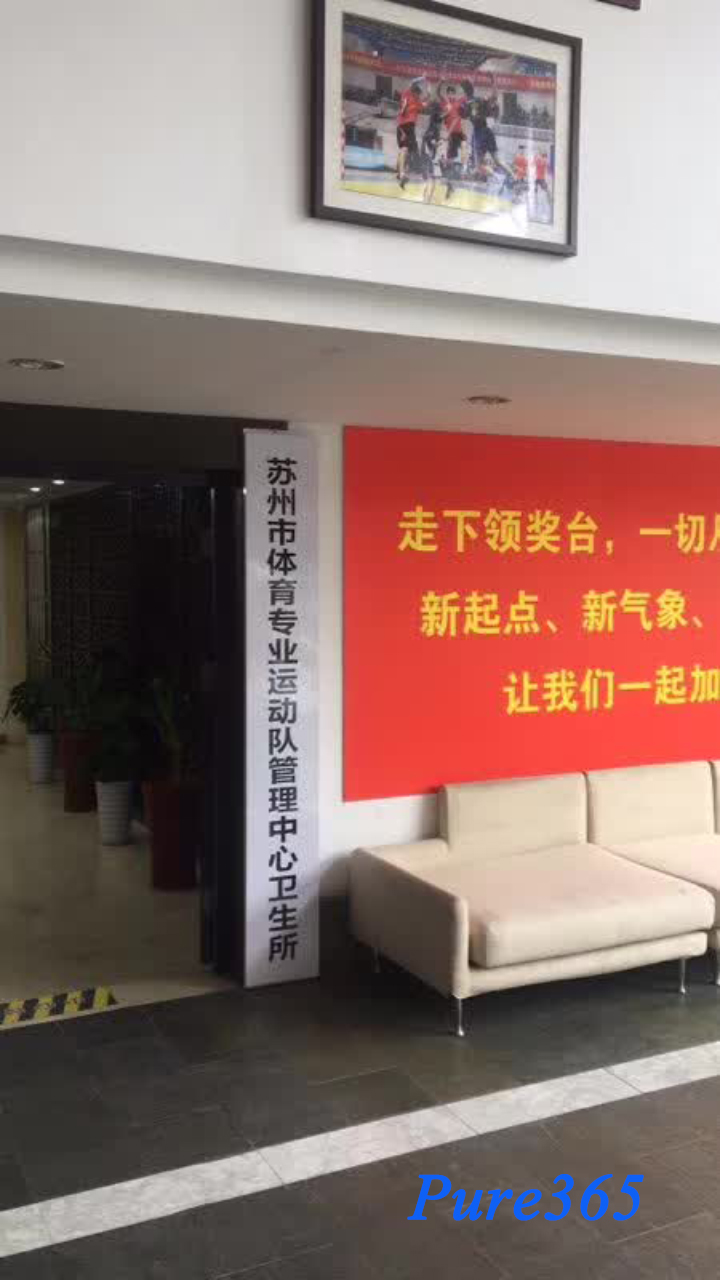 苏州市体育专业运动队管理中心卫生所
走下领奖台，一切
新起点、新气象、
让我们一起加
Pure365